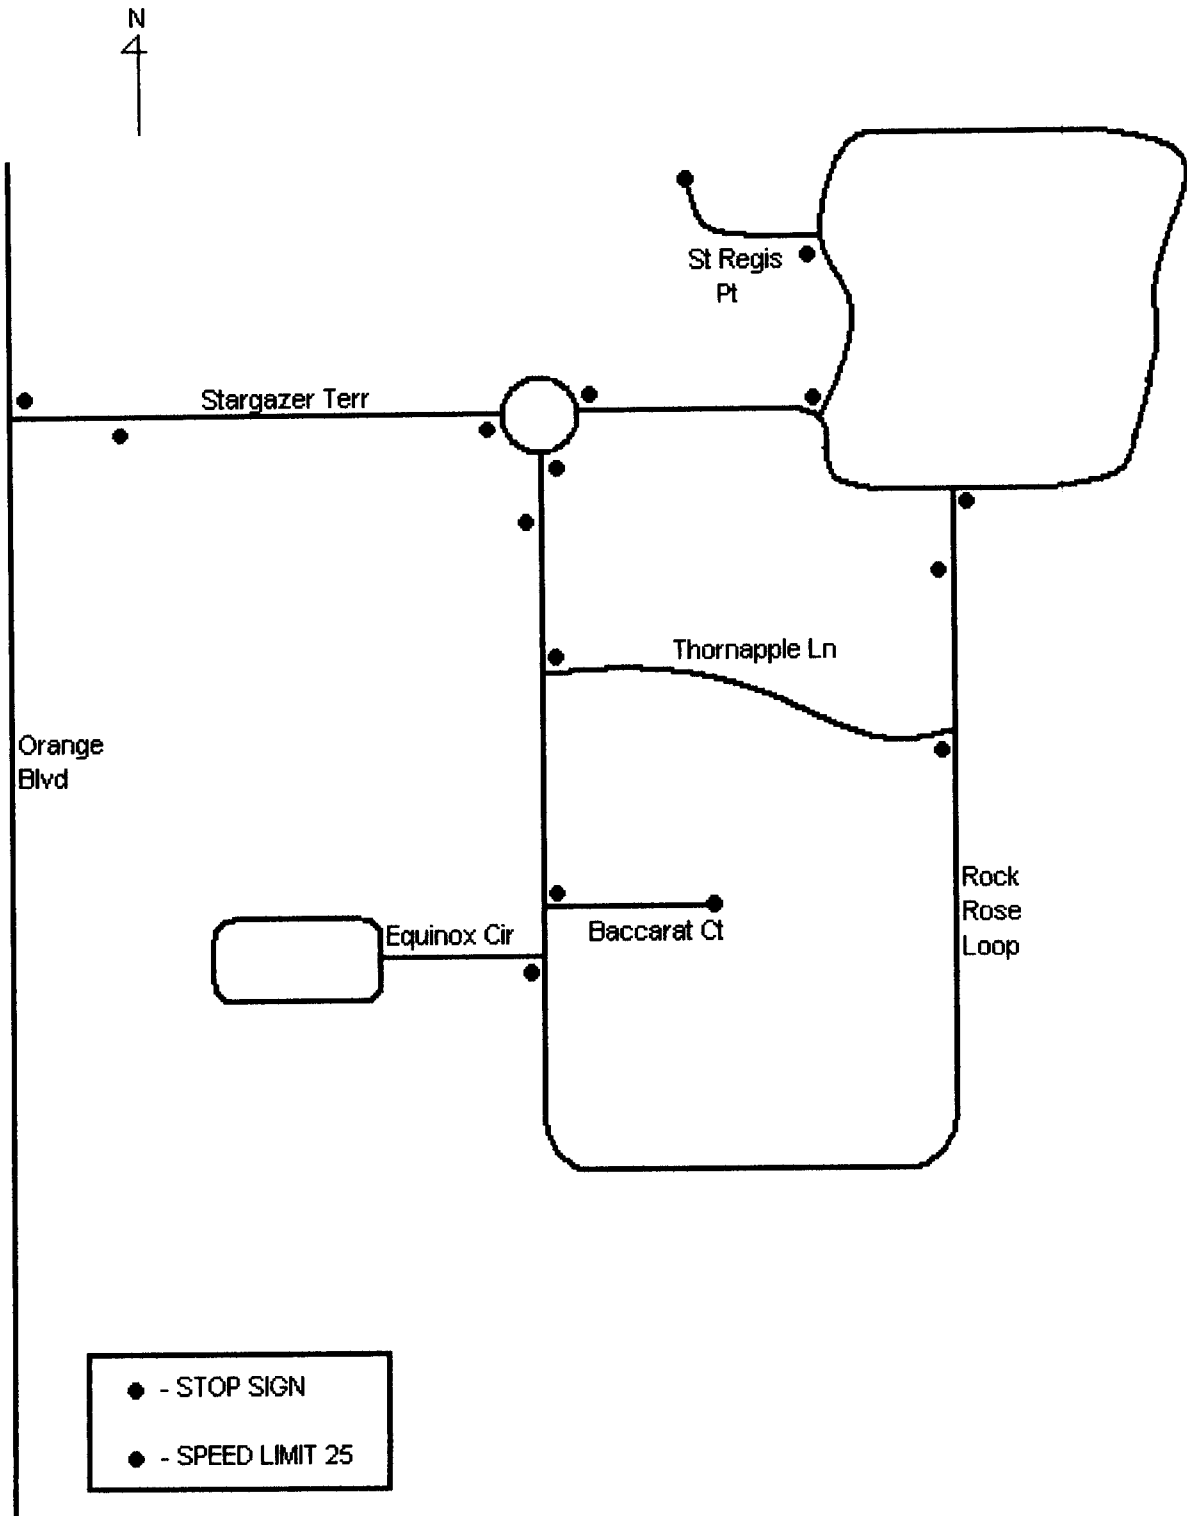 N
St Regis
Pt
Stargazer Terr
Thornapple Ln
Orange
Blvd
Rock
Rose
Loop
Equinox Cir
Baccarat Ct
- STOP SIGN
- SPEED LIMIT 25